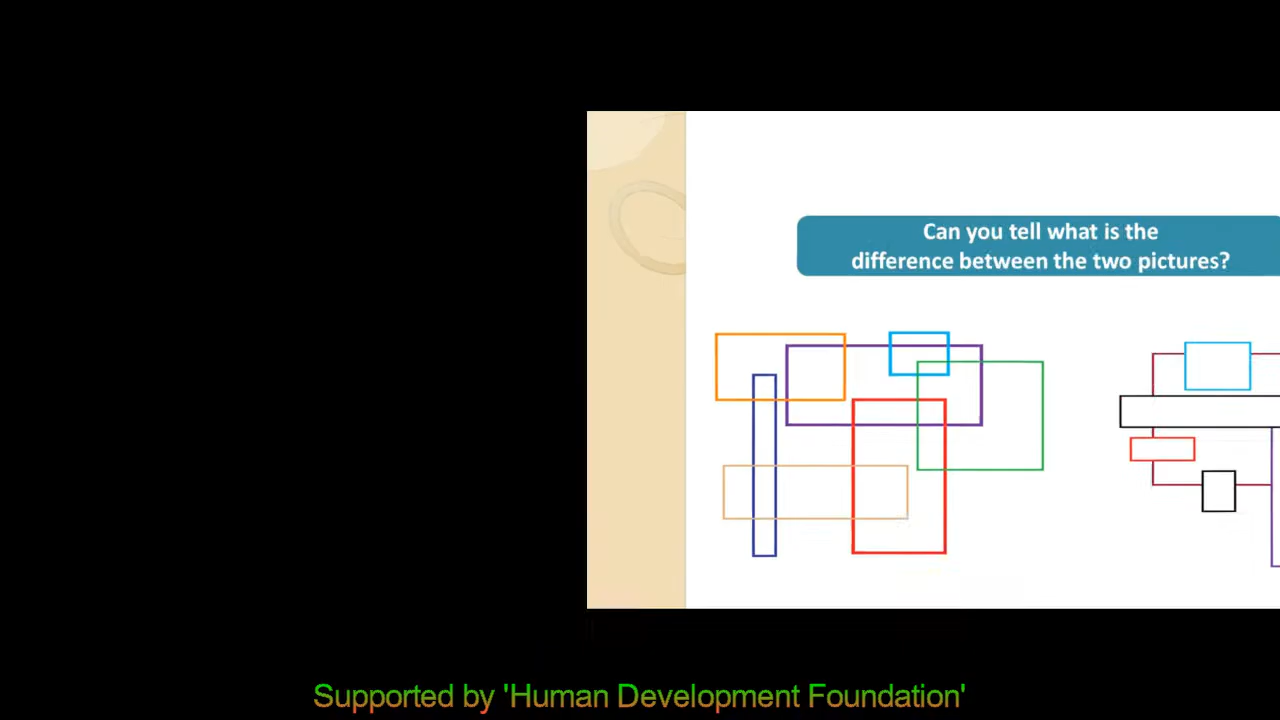 Can you tell what is the
difference between the two pictures?
Supported by 'Human Development Foundation'